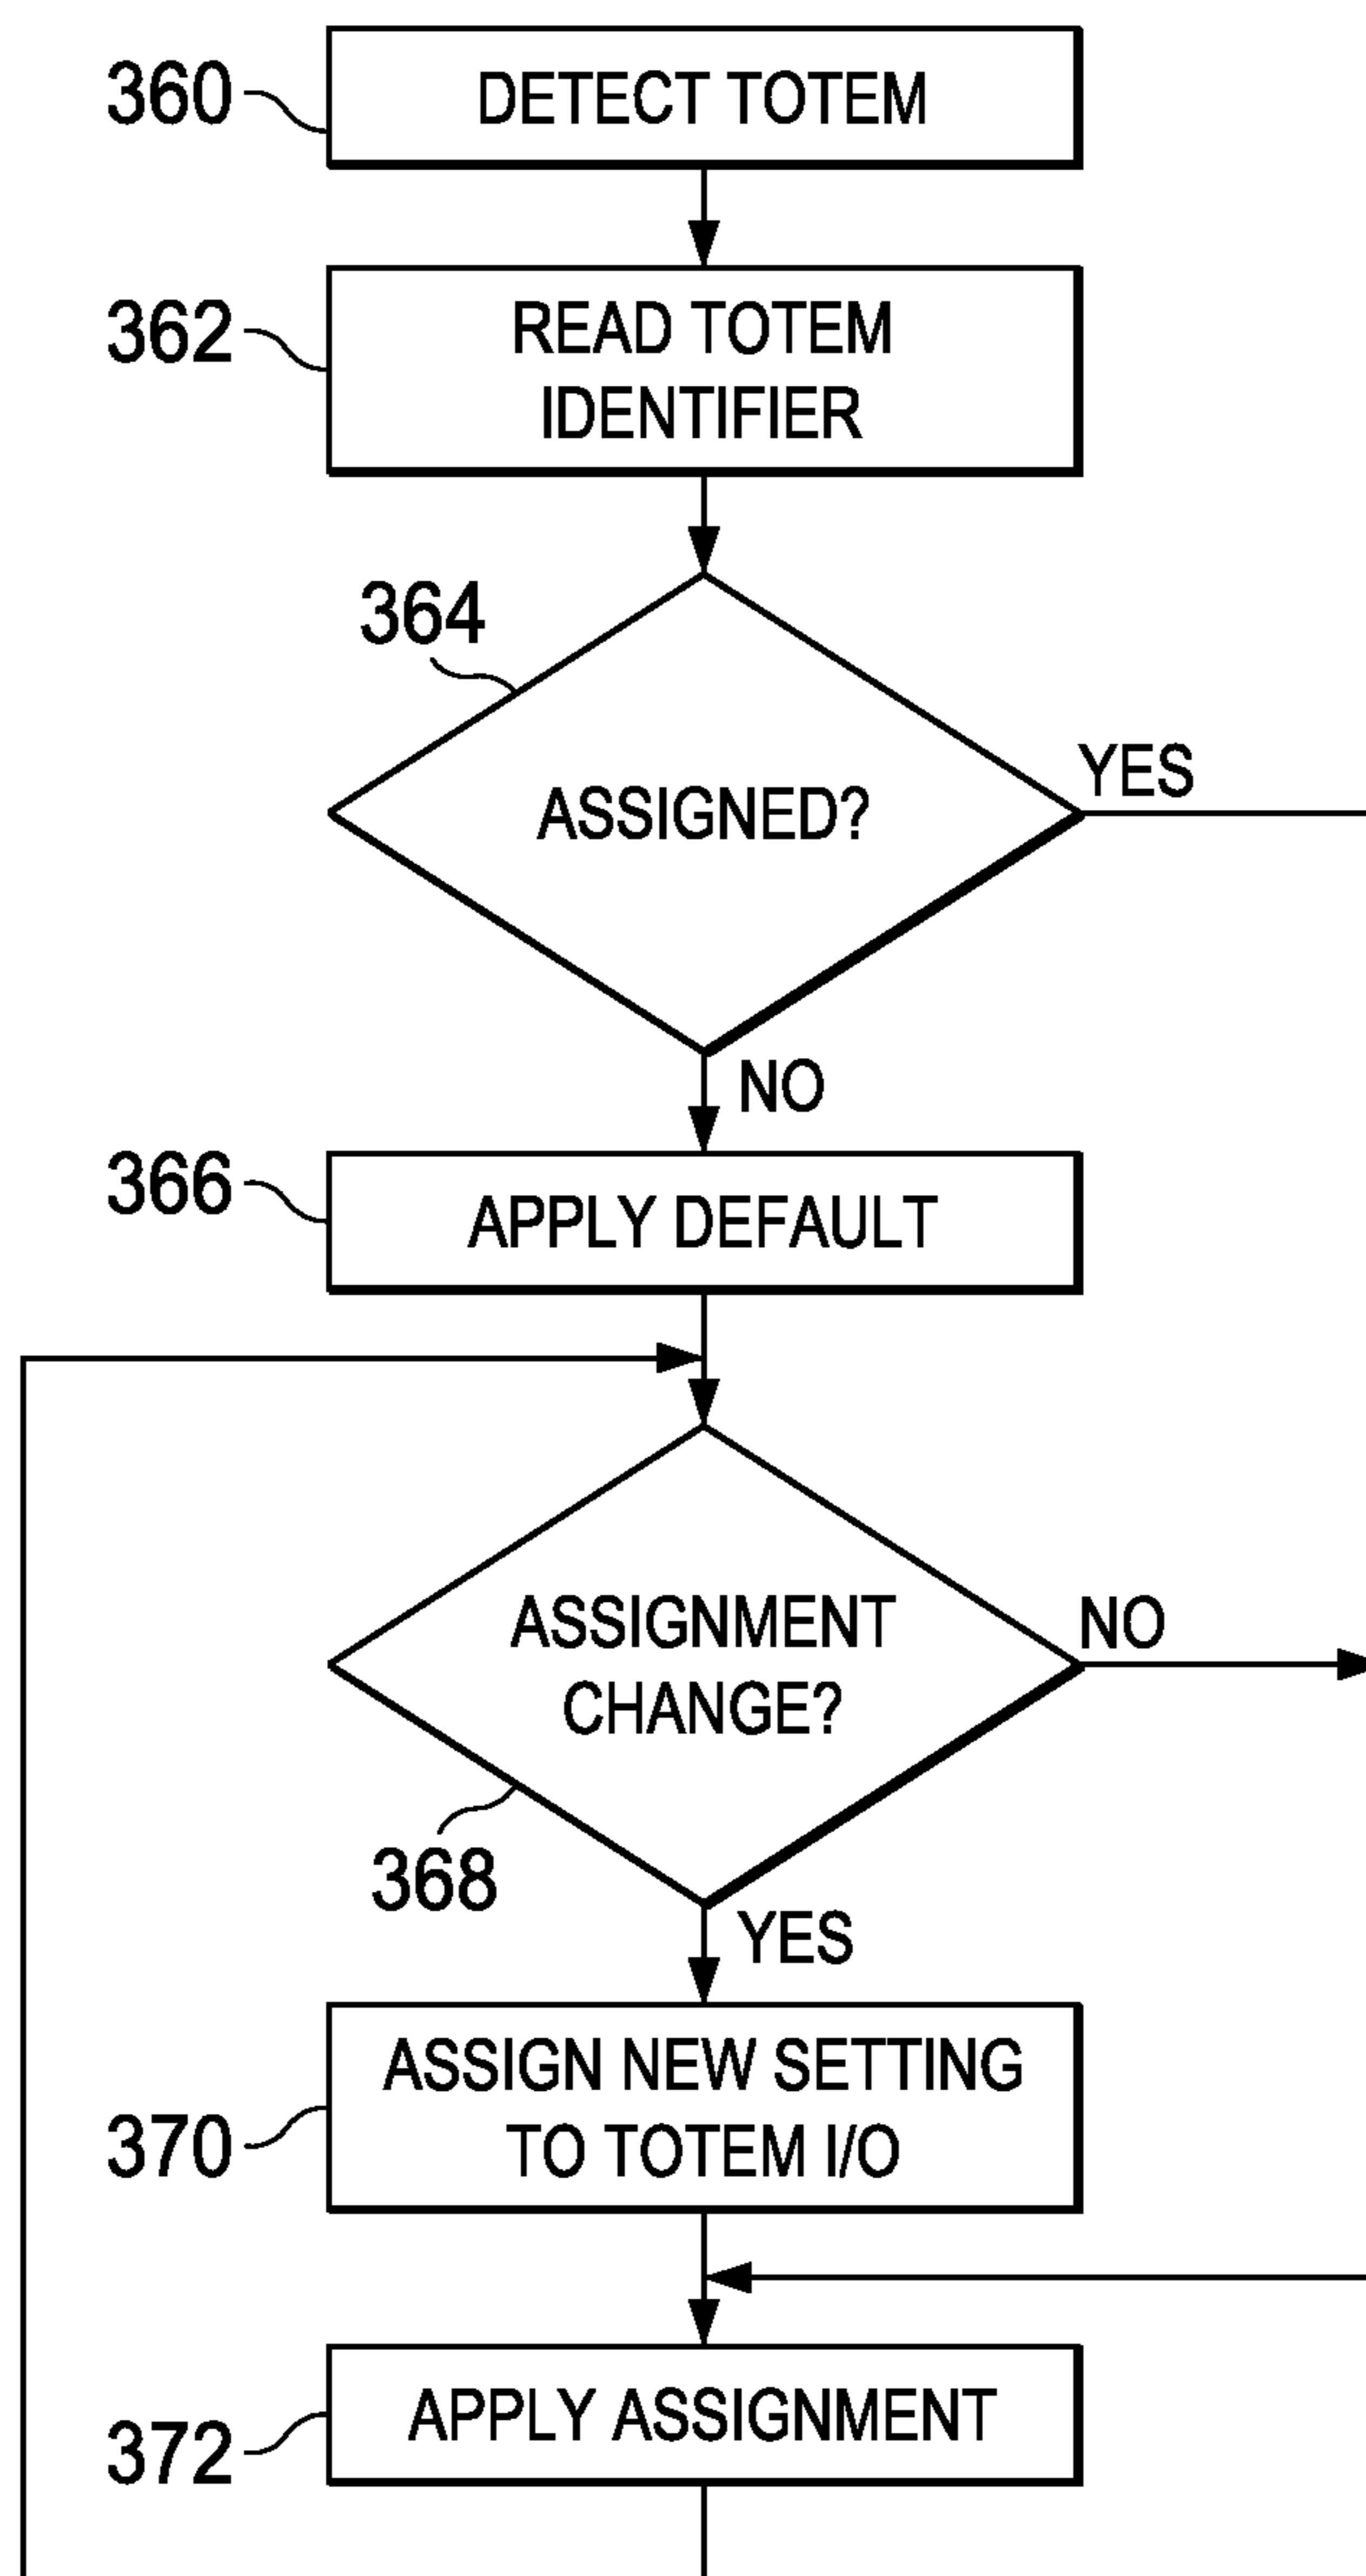 360
DETECT TOTEM
362
READ TOTEM
IDENTIFIER
364
ASSIGNED?
YES
NO
366
APPLY DEFAULT
ASSIGNMENT
CHANGE?
NO
368
YES
370
ASSIGN NEW SETTING
TO TOTEM I/O
372
APPLY ASSIGNMENT